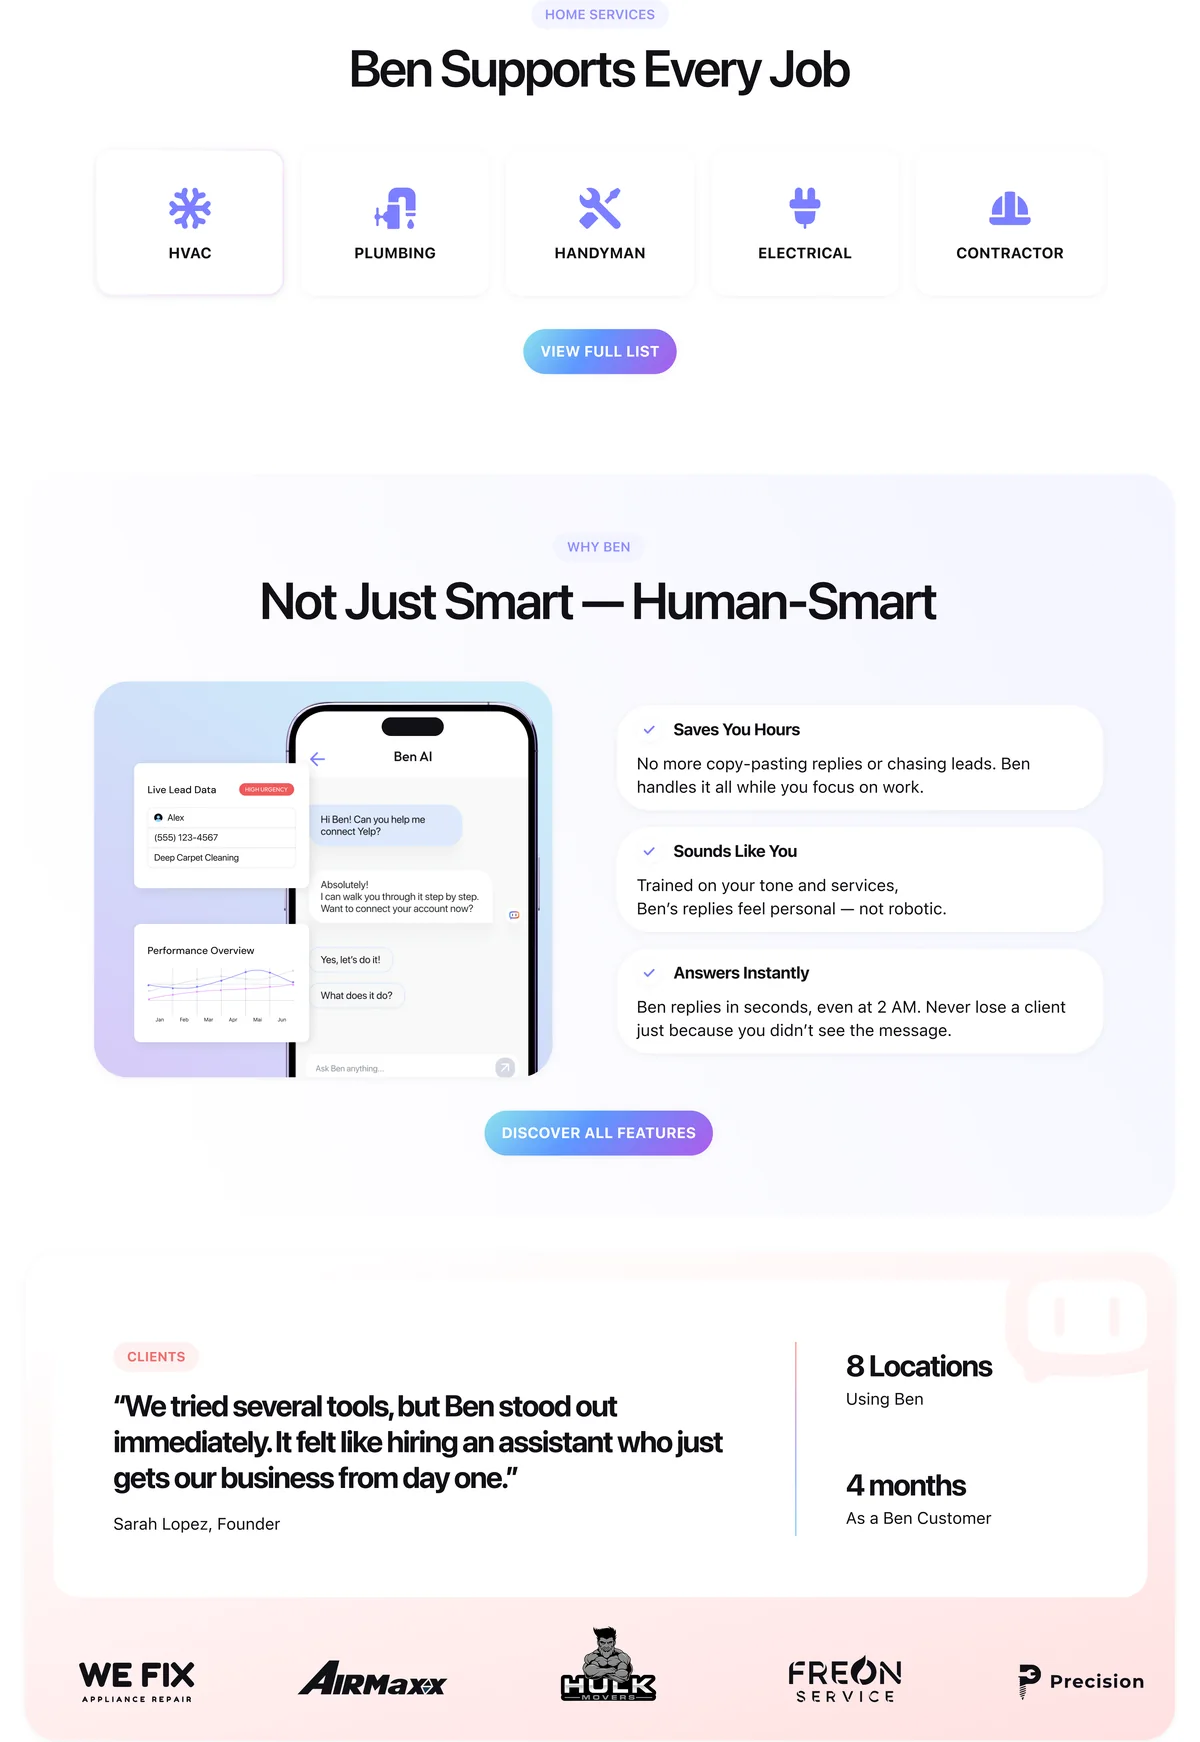 HOME SERVICES
Ben Supports Every Job
HVAC
PLUMBING
HANDYMAN
ELECTRICAL
CONTRACTOR
VIEW FULL LIST
WHY BEN
Not Just Smart — Human-Smart
Ben AI
Live Lead Data
HIGH URGENCY
Alex
(555) 123-4567
Deep Carpet Cleaning
Hi Ben! Can you help me
connect Yelp?
Absolutely!
I can walk you through it step by step.
Want to connect your account now?
Performance Overview
Jan Feb Mar Apr Mai Jun
Yes, let's do it!
What does it do?
Ask Ben anything...
Saves You Hours
No more copy-pasting replies or chasing leads. Ben
handles it all while you focus on work.
Sounds Like You
Trained on your tone and services,
Ben's replies feel personal — not robotic.
Answers Instantly
Ben replies in seconds, even at 2 AM. Never lose a client
just because you didn't see the message.
DISCOVER ALL FEATURES
CLIENTS
“We tried several tools, but Ben stood out
immediately. It felt like hiring an assistant who just
gets our business from day one.”
Sarah Lopez, Founder
8 Locations
Using Ben
4 months
As a Ben Customer
WE FIX
APPLIANCE REPAIR
AIRMaxx
HULK
MOVERS
FREON
SERVICE
Precision